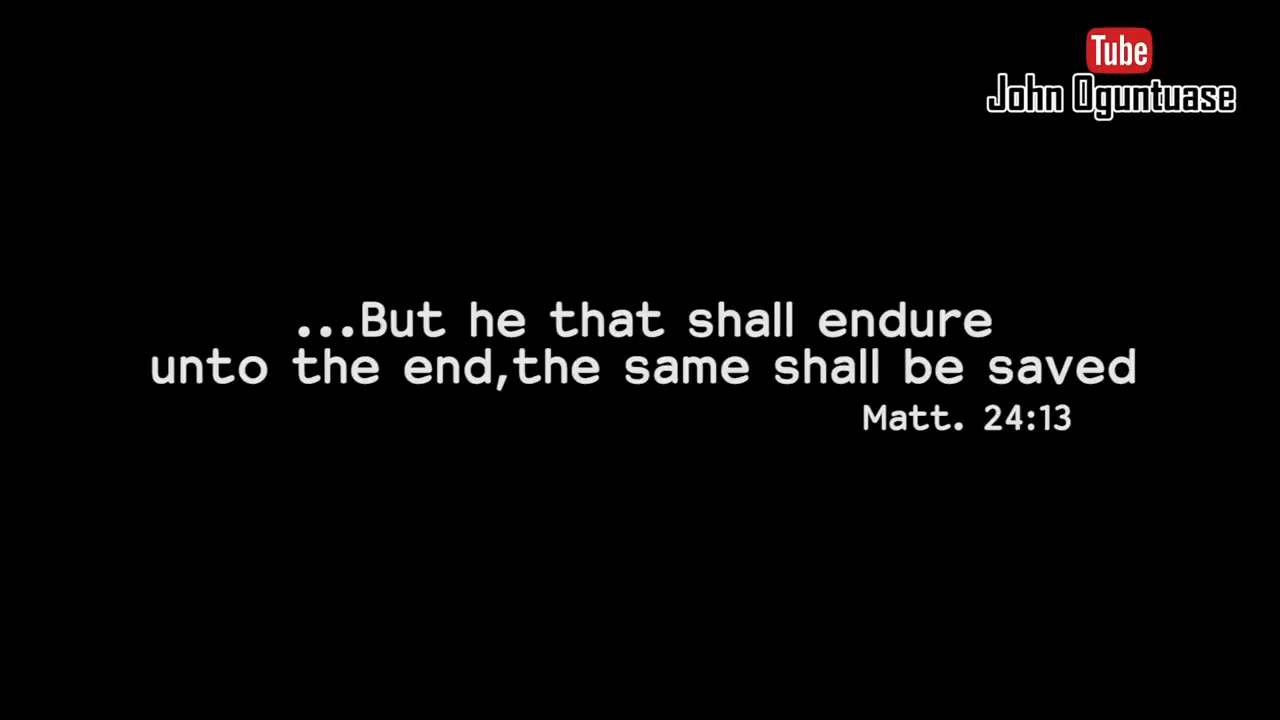 Tube
John Oguntuase
...But he that shall endure
unto the end,the same shall be saved
Matt. 24:13